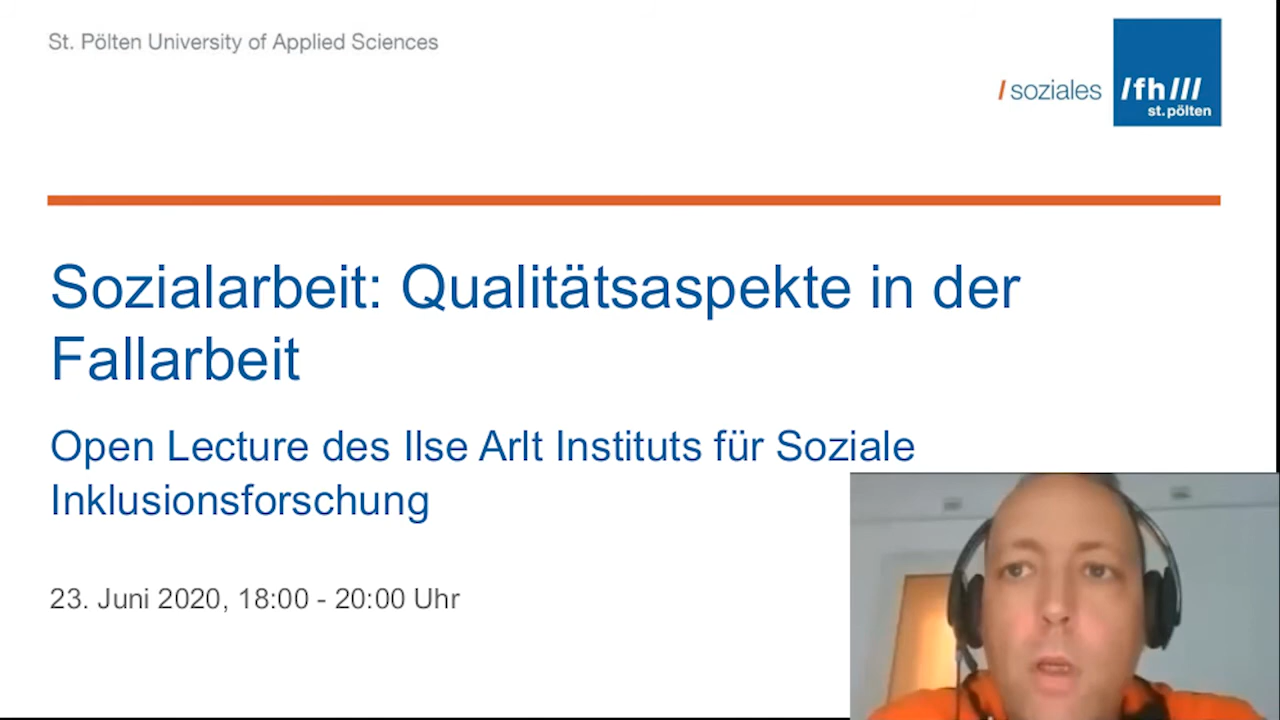 St. Pölten University of Applied Sciences
/ soziales
/fh///
st. pölten
Sozialarbeit: Qualitätsaspekte in der
Fallarbeit
Open Lecture des Ilse Arlt Instituts für Soziale
Inklusionsforschung
23. Juni 2020, 18:00 - 20:00 Uhr